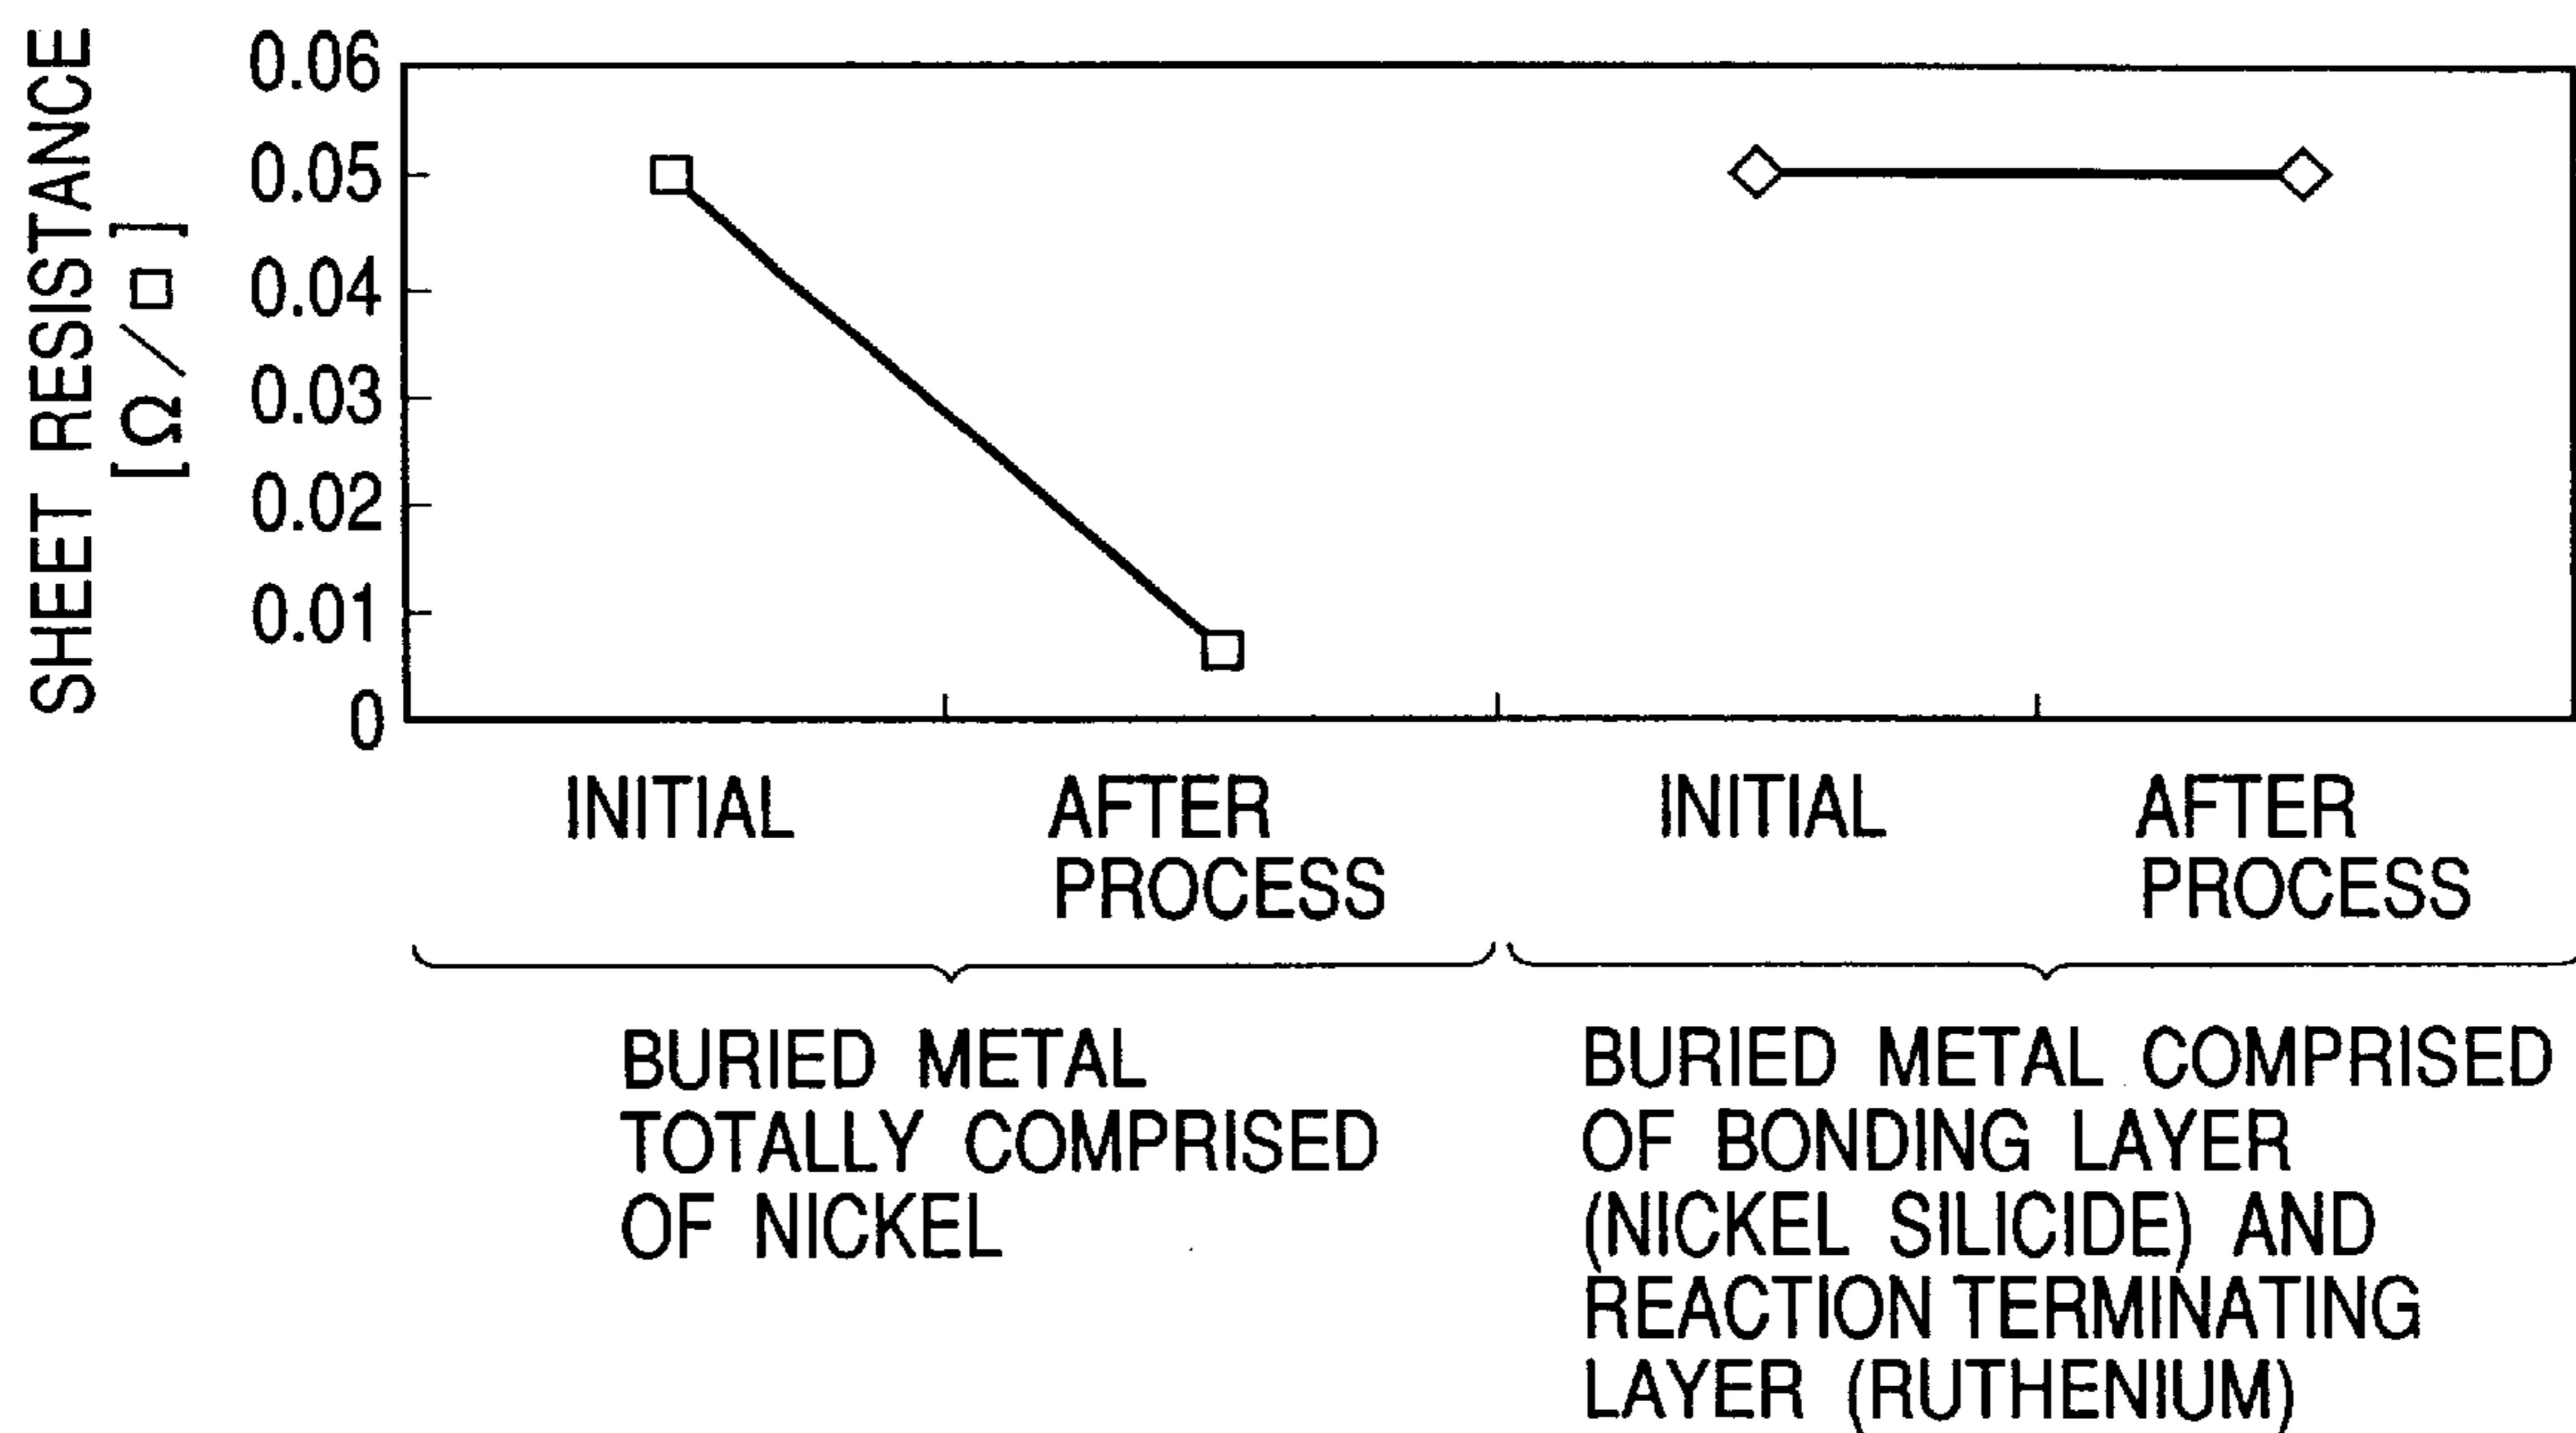 SHEET RESISTANCE
[Ω/□]
0.06
0.05
0.04
0.03
0.02
0.01
0
INITIAL
AFTER
PROCESS
INITIAL
AFTER
PROCESS
BURIED METAL
TOTALLY COMPRISED
OF NICKEL
BURIED METAL COMPRISED
OF BONDING LAYER
(NICKEL SILICIDE) AND
REACTION TERMINATING
LAYER (RUTHENIUM)